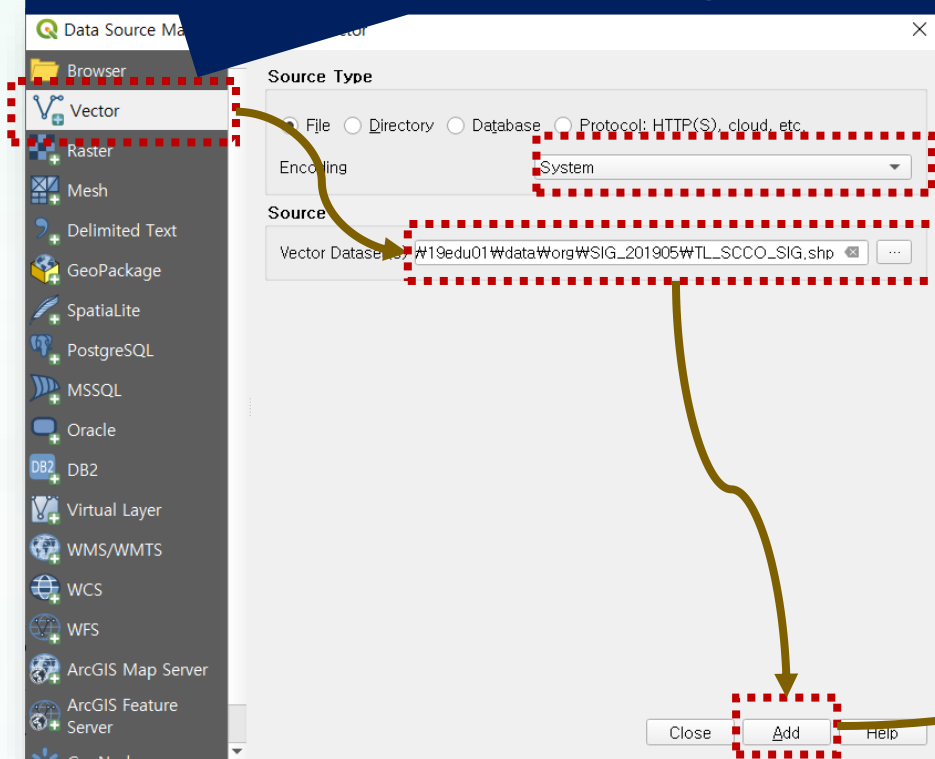 Data Source Ma
Browser
Vector
Raster
Mesh
Delimited Text
GeoPackage
SpatiaLite
PostgreSQL
MSSQL
Oracle
DB2
DB2
Virtual Layer
WMS/WMTS
WCS
WFS
ArcGIS Map Server
ArcGIS Feature
Server
Source Type
File Directory Database Protocol: HTTP(S), cloud, etc.
Encoding System
Source
Vector Dataset(s) ₩19edu01₩data₩org₩SIG_201905₩TL_SCCO_SIG.shp ...
Close Add Help